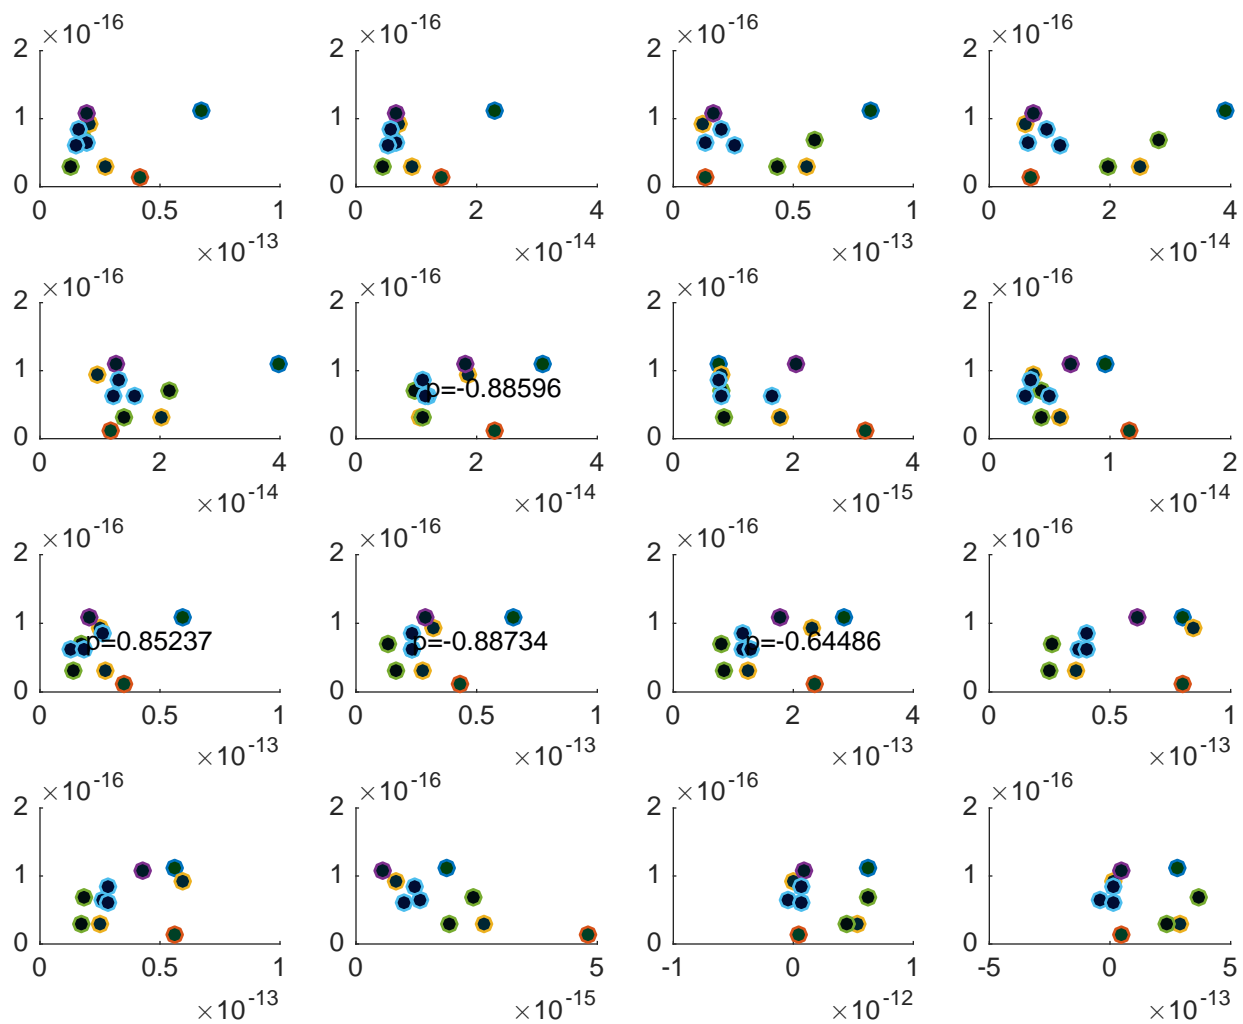 ×10-16 ×10-16 ×10-16 ×10-16
2 2 2 2
1 1 1 1
0 0 0 0
0 0.5 1 0 2 4 0 0.5 1 0 2 4
×10-13 ×10-14 ×10-13 ×10-14
×10-16 ×10-16 ×10-16 ×10-16
2 2 2 2
1 1 1 1
p=-0.88596
0 0 0 0
0 2 4 0 2 4 0 2 4 0 1 2
×10-14 ×10-14 ×10-15 ×10-14
×10-16 ×10-16 ×10-16 ×10-16
2 2 2 2
1 1 1 1
p=0.85237 p=-0.88734 p=-0.64486
0 0 0 0
0 0.5 1 0 0.5 1 0 2 4 0 0.5 1
×10-13 ×10-13 ×10-13 ×10-13
×10-16 ×10-16 ×10-16 ×10-16
2 2 2 2
1 1 1 1
0 0 0 0
0 0.5 1 0 5 -1 0 1 -5 0 5
×10-13 ×10-15 ×10-12 ×10-13